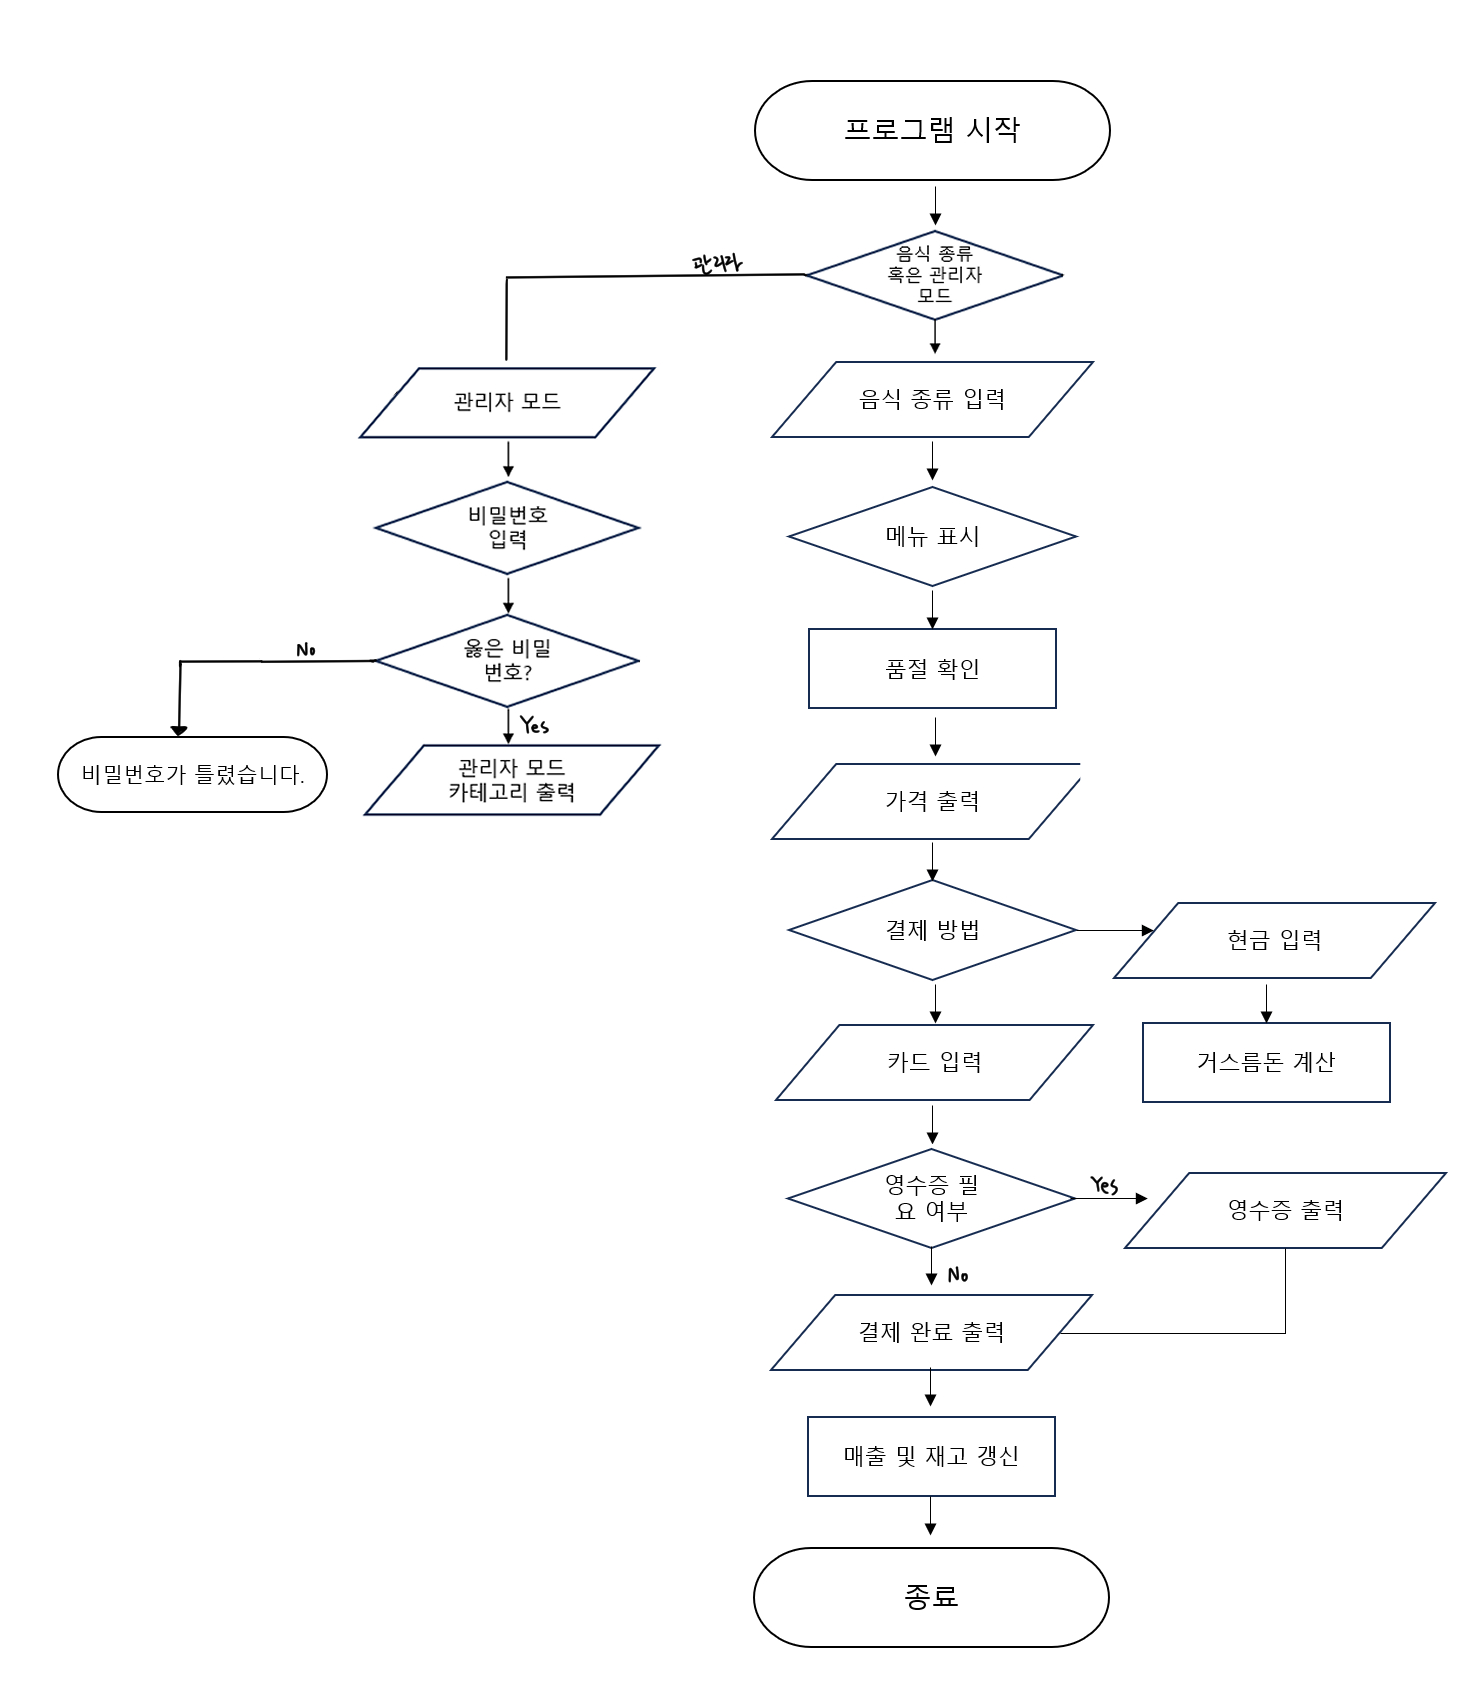 프로그램 시작
음식 종류
혹은 관리자
모드
관리자
관리자 모드
음식 종류 입력
비밀번호
입력
메뉴 표시
옳은 비밀
번호?
No
Yes
품절 확인
비밀번호가 틀렸습니다.
관리자 모드
카테고리 출력
가격 출력
결제 방법
현금 입력
카드 입력
거스름돈 계산
영수증 필
요 여부
Yes
영수증 출력
No
결제 완료 출력
매출 및 재고 갱신
종료